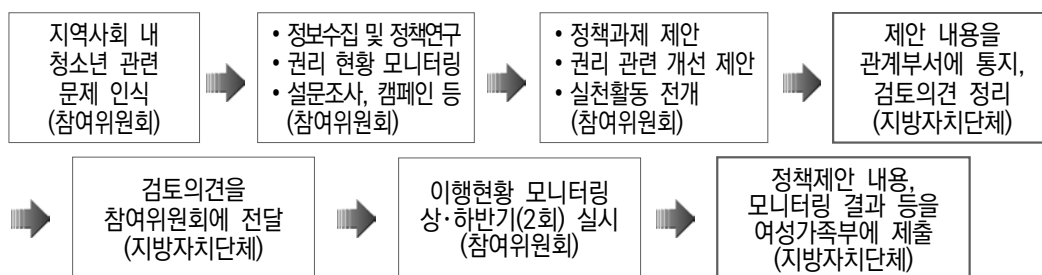 지역사회 내
청소년 관련
문제 인식
(참여위원회)
• 정보수집 및 정책연구
• 권리 현황 모니터링
• 설문조사, 캠페인 등
(참여위원회)
• 정책과제 제안
• 권리 관련 개선 제안
• 실천활동 전개
(참여위원회)
제안 내용을
관계부서에 통지,
검토의견 정리
(지방자치단체)
검토의견을
참여위원회에 전달
(지방자치단체)
이행현황 모니터링
상·하반기(2회) 실시
(참여위원회)
정책제안 내용,
모니터링 결과 등을
여성가족부에 제출
(지방자치단체)